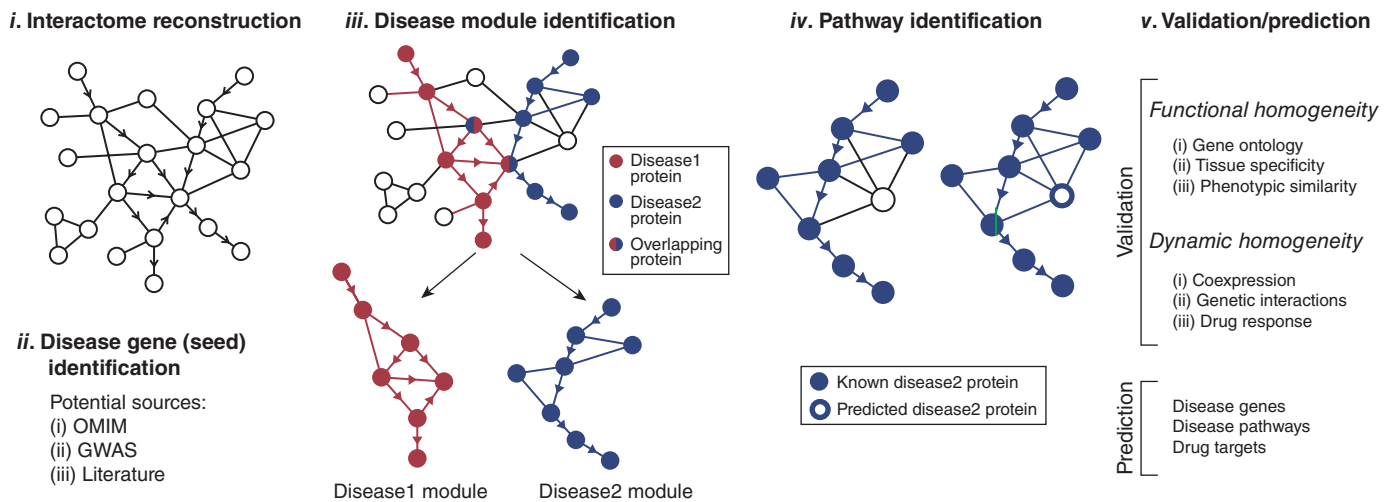 i. Interactome reconstruction
ii. Disease gene (seed)
identification
Potential sources:
(i) OMIM
(ii) GWAS
(iii) Literature
iii. Disease module identification
Disease1
protein
Disease2
protein
Overlapping
protein
Disease1 module
Disease2 module
iv. Pathway identification
Known disease2 protein
Predicted disease2 protein
v. Validation/prediction
Validation
Functional homogeneity
(i) Gene ontology
(ii) Tissue specificity
(iii) Phenotypic similarity
Dynamic homogeneity
(i) Coexpression
(ii) Genetic interactions
(iii) Drug response
Prediction
Disease genes
Disease pathways
Drug targets